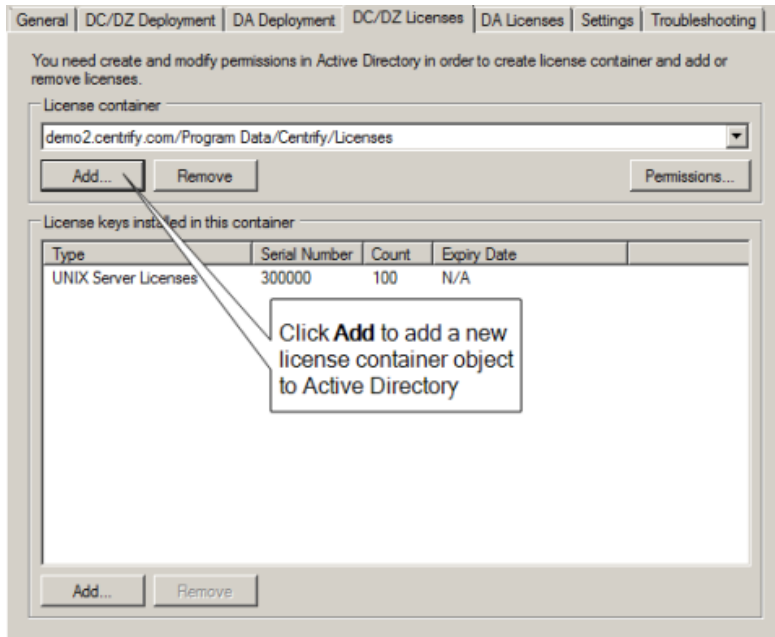 General DC/DZ Deployment DA Deployment DC/DZ Licenses DA Licenses Settings Troubleshooting
You need create and modify permissions in Active Directory in order to create license container and add or
remove licenses.
License container
demo2.centrify.com/Program Data/Centrify/Licenses
Add... Remove Permissions...
License keys installed in this container
Type Serial Number Count Expiry Date
UNIX Server Licenses 300000 100 N/A
Click Add to add a new
license container object
to Active Directory
Add... Remove